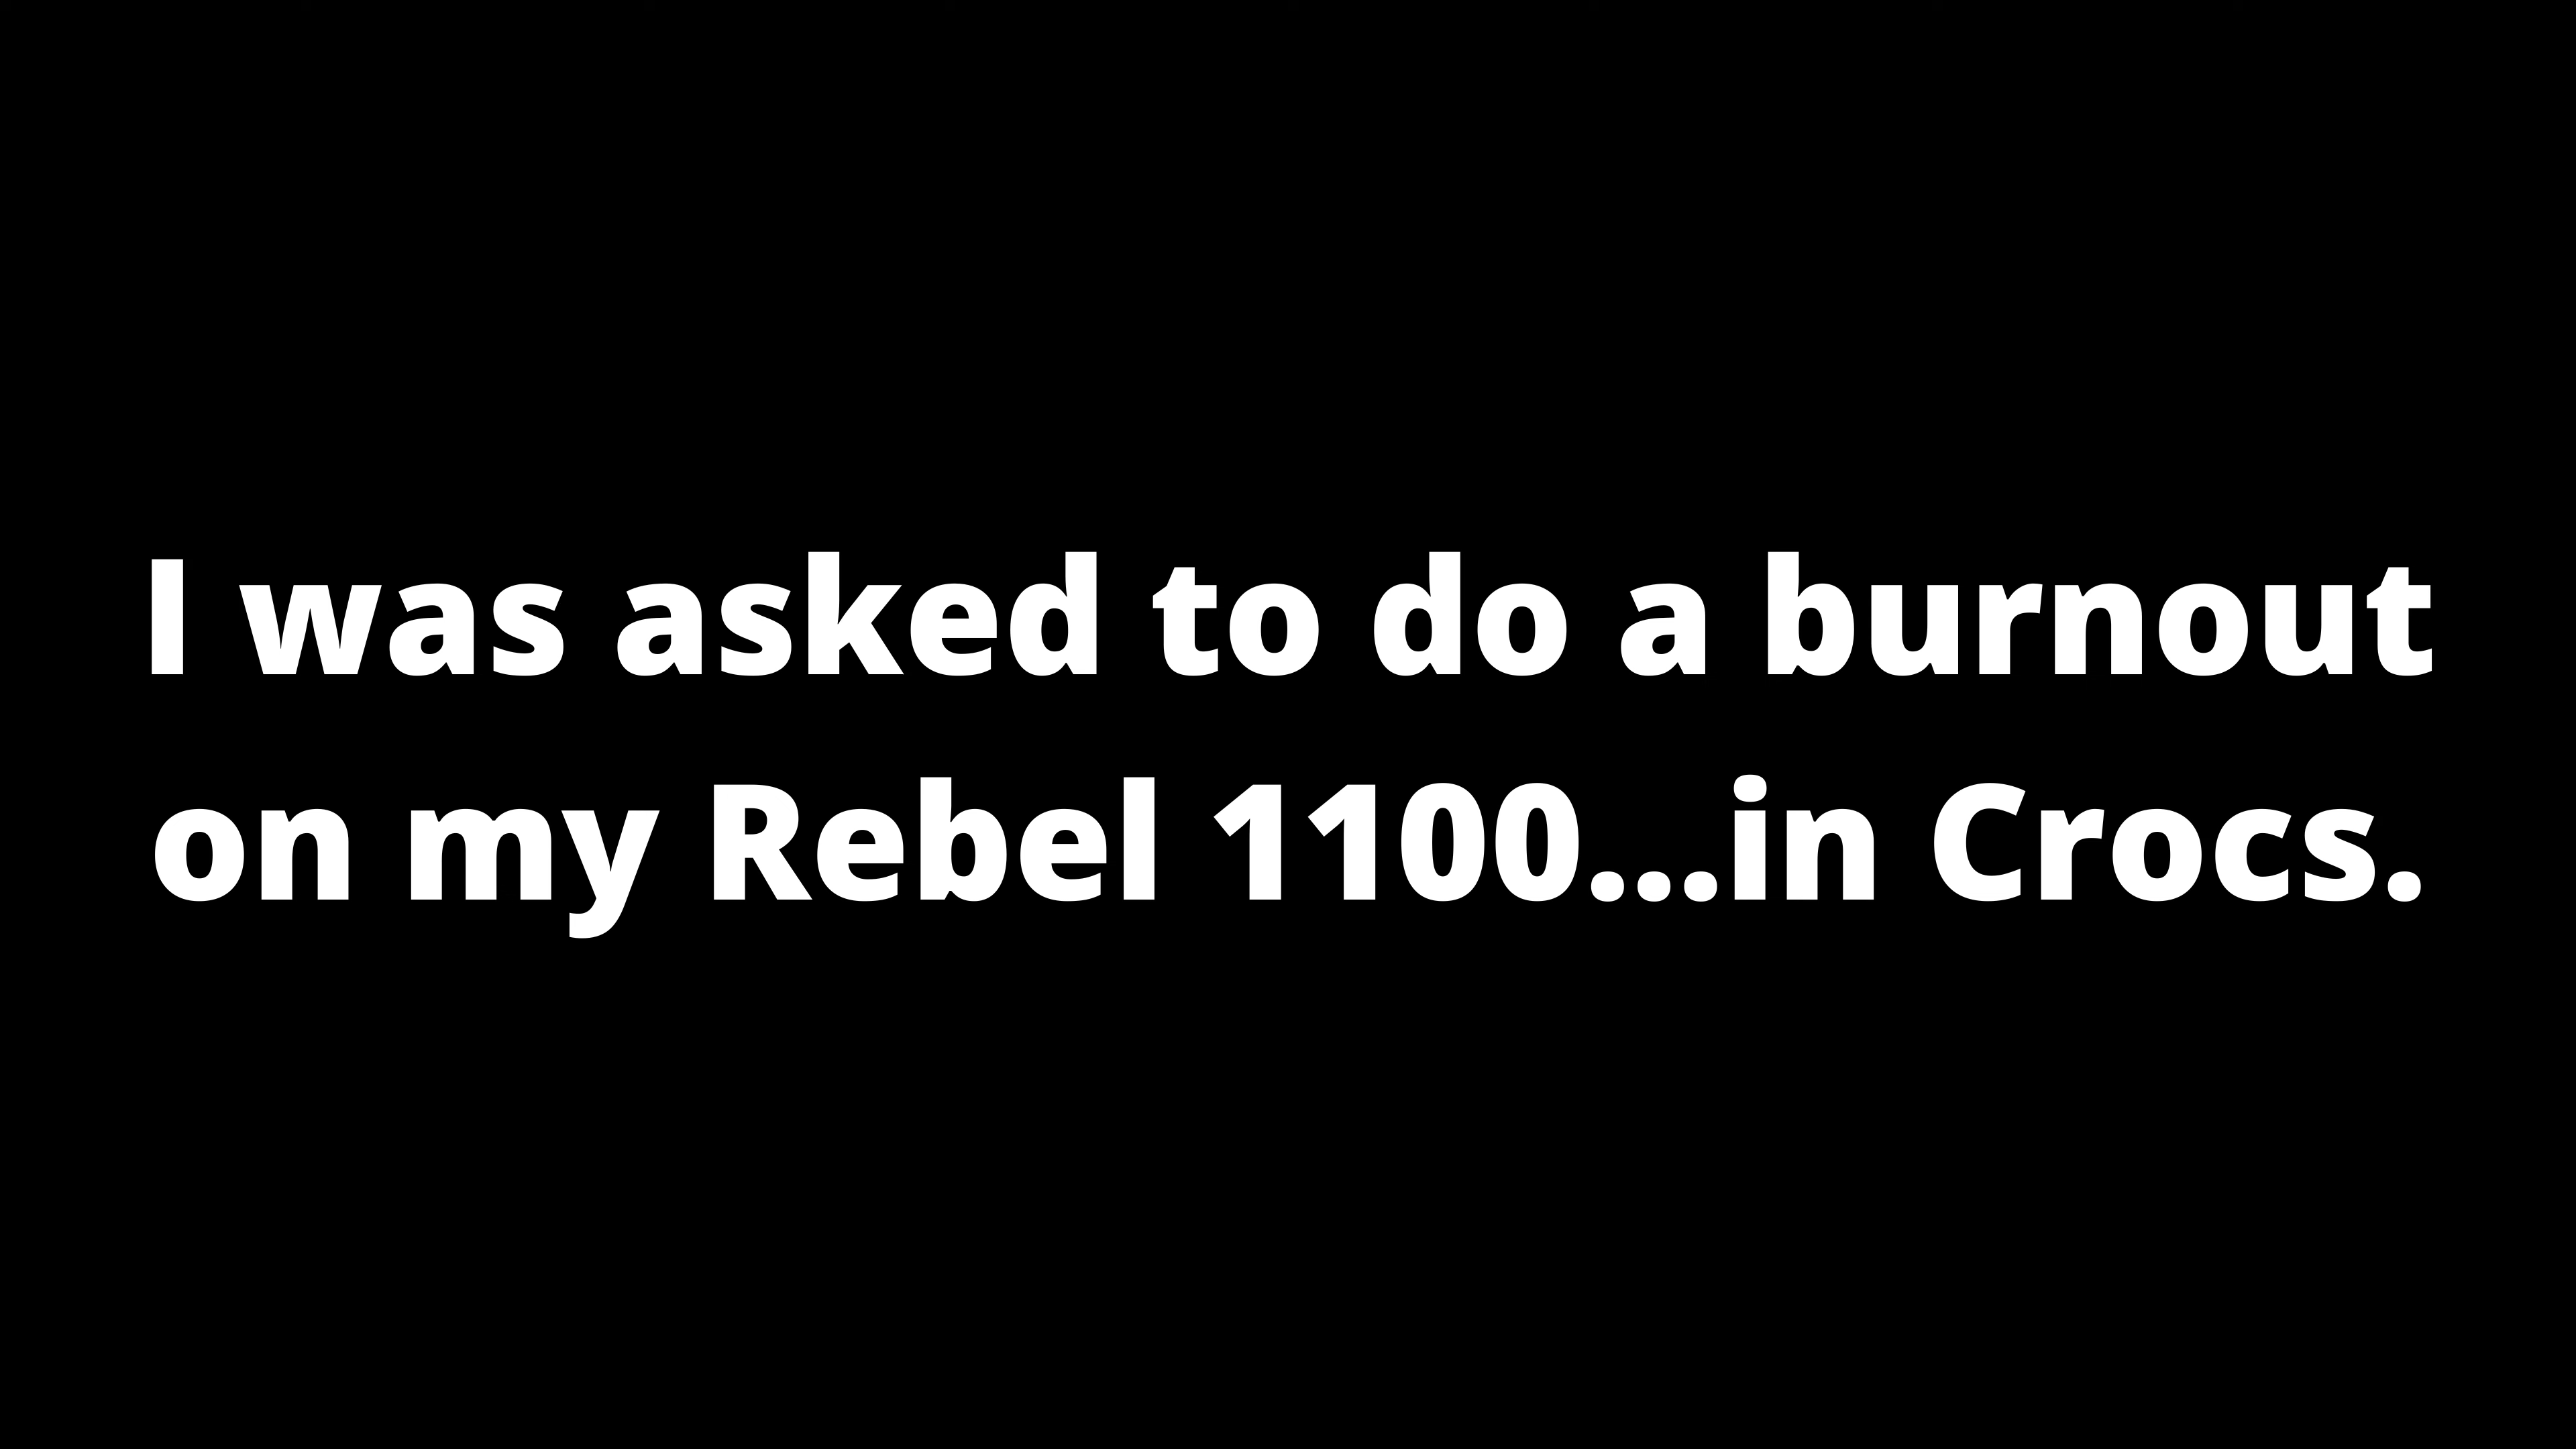 I was asked to do a burnout
on my Rebel 1100...in Crocs.